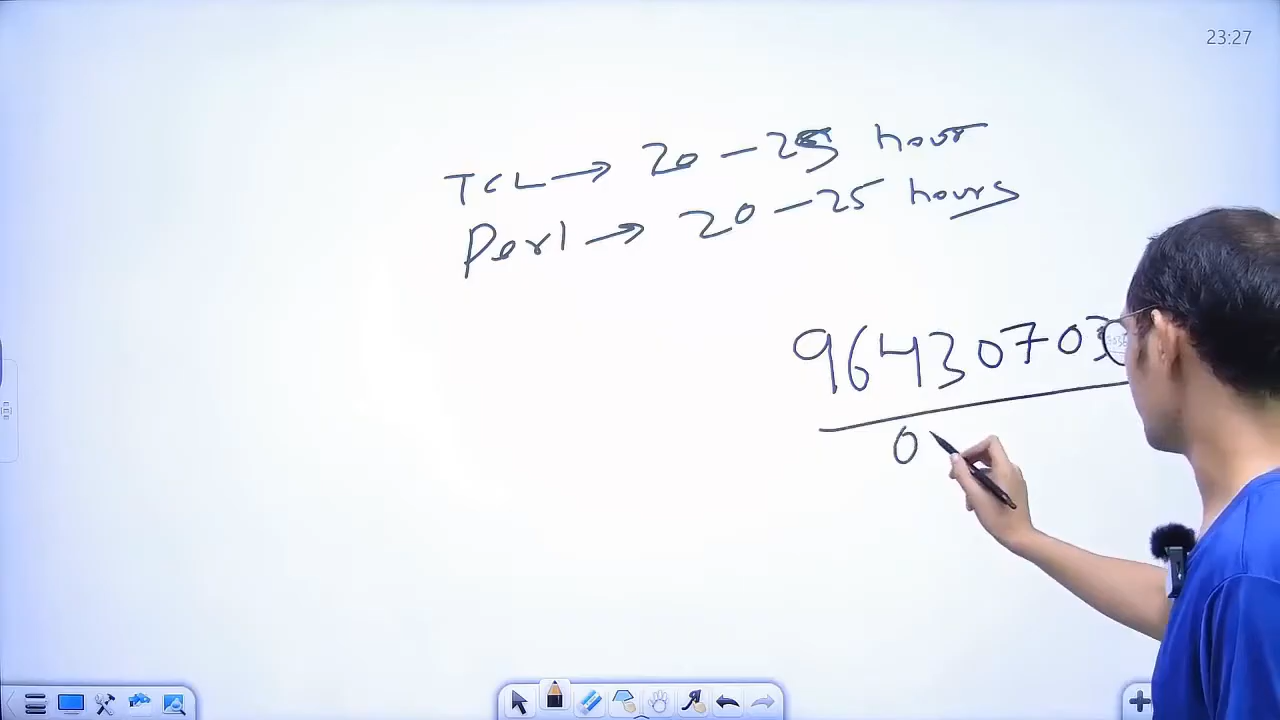 23:27
TCL → 20 – 25 hour
Perl → 20 – 25 hours
96430703
0